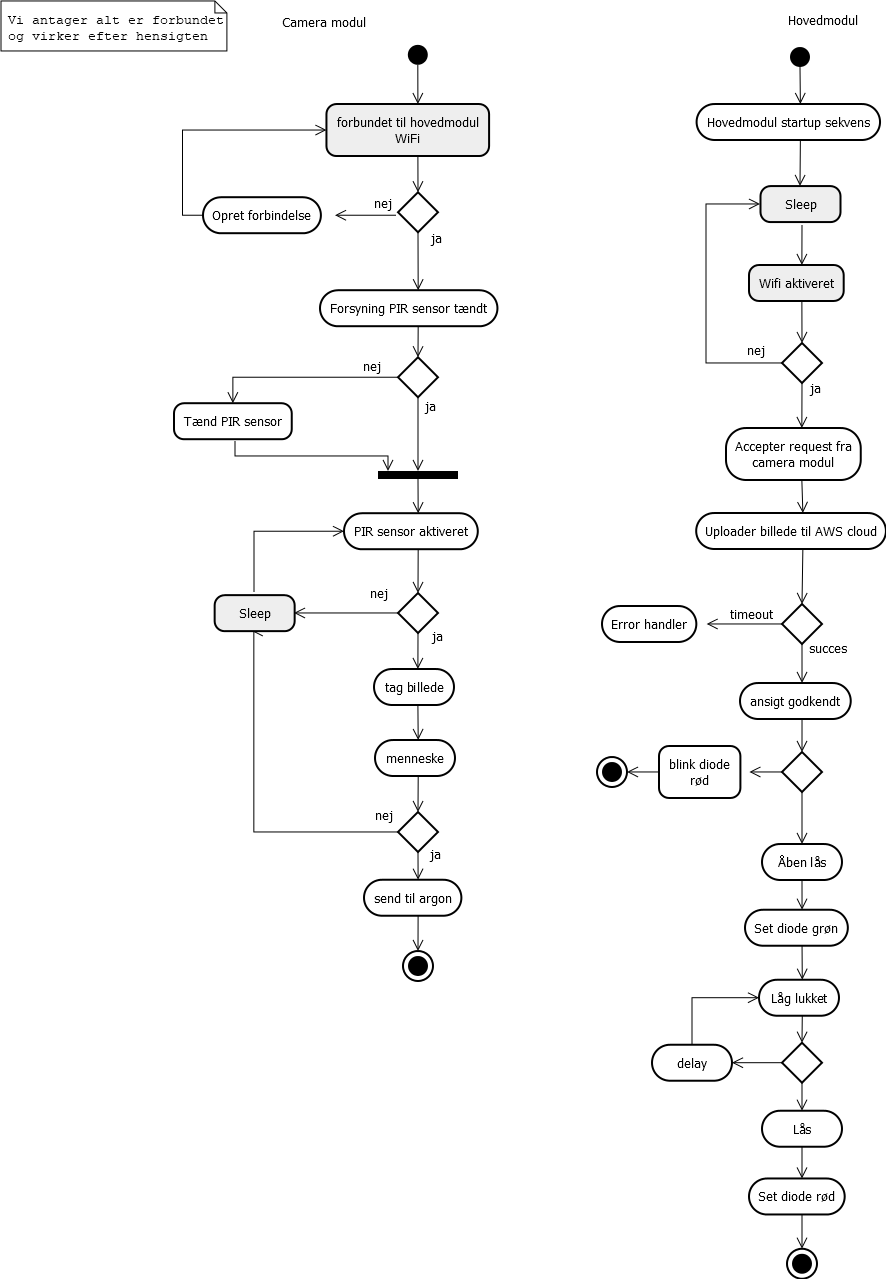 Vi antager alt er forbundet
og virker efter hensigten
Camera modul
forbundet til hovedmodul
WiFi
nej
Opret forbindelse
ja
Forsyning PIR sensor tændt
nej
ja
Tænd PIR sensor
PIR sensor aktiveret
nej
Sleep
ja
tag billede
menneske
nej
ja
send til argon
Hovedmodul
Hovedmodul startup sekvens
Sleep
Wifi aktiveret
nej
ja
Accepter request fra
camera modul
Uploader billede til AWS cloud
timeout
Error handler
succes
ansigt godkendt
blink diode
rød
Åben lås
Set diode grøn
Låg lukket
delay
Lås
Set diode rød